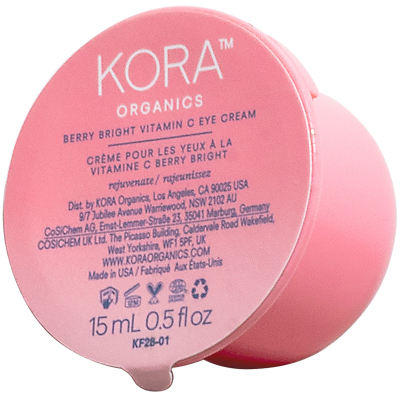 KORA™
ORGANICS
BERRY BRIGHT VITAMIN C EYE CREAM
CRÈME POUR LES YEUX À LA
VITAMINE C BERRY BRIGHT
rejuvenate / rajeunissez
Dist. by KORA Organics, Los Angeles, CA 90025 USA
9/7 Jubilee Avenue Warriewood, NSW 2102 AU
CoSiChem AG, Ernst-Lemmer-Straße 23, 35041 Marburg, Germany
COSICHEM UK Ltd. The Picasso Building, Caldervale Road Wakefield,
West Yorkshire, WF1 5PF, UK
WWW.KORAORGANICS.COM
Made in USA / Fabriqué Aux États-Unis
15 mL 0.5 fl oz
KF28-01